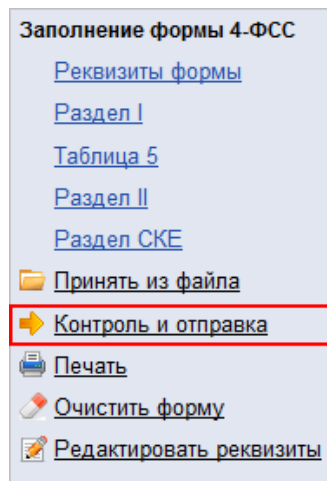 Заполнение формы 4-ФСС
Реквизиты формы
Раздел I
Таблица 5
Раздел II
Раздел СКЕ
Принять из файла
Контроль и отправка
Печать
Очистить форму
Редактировать реквизиты